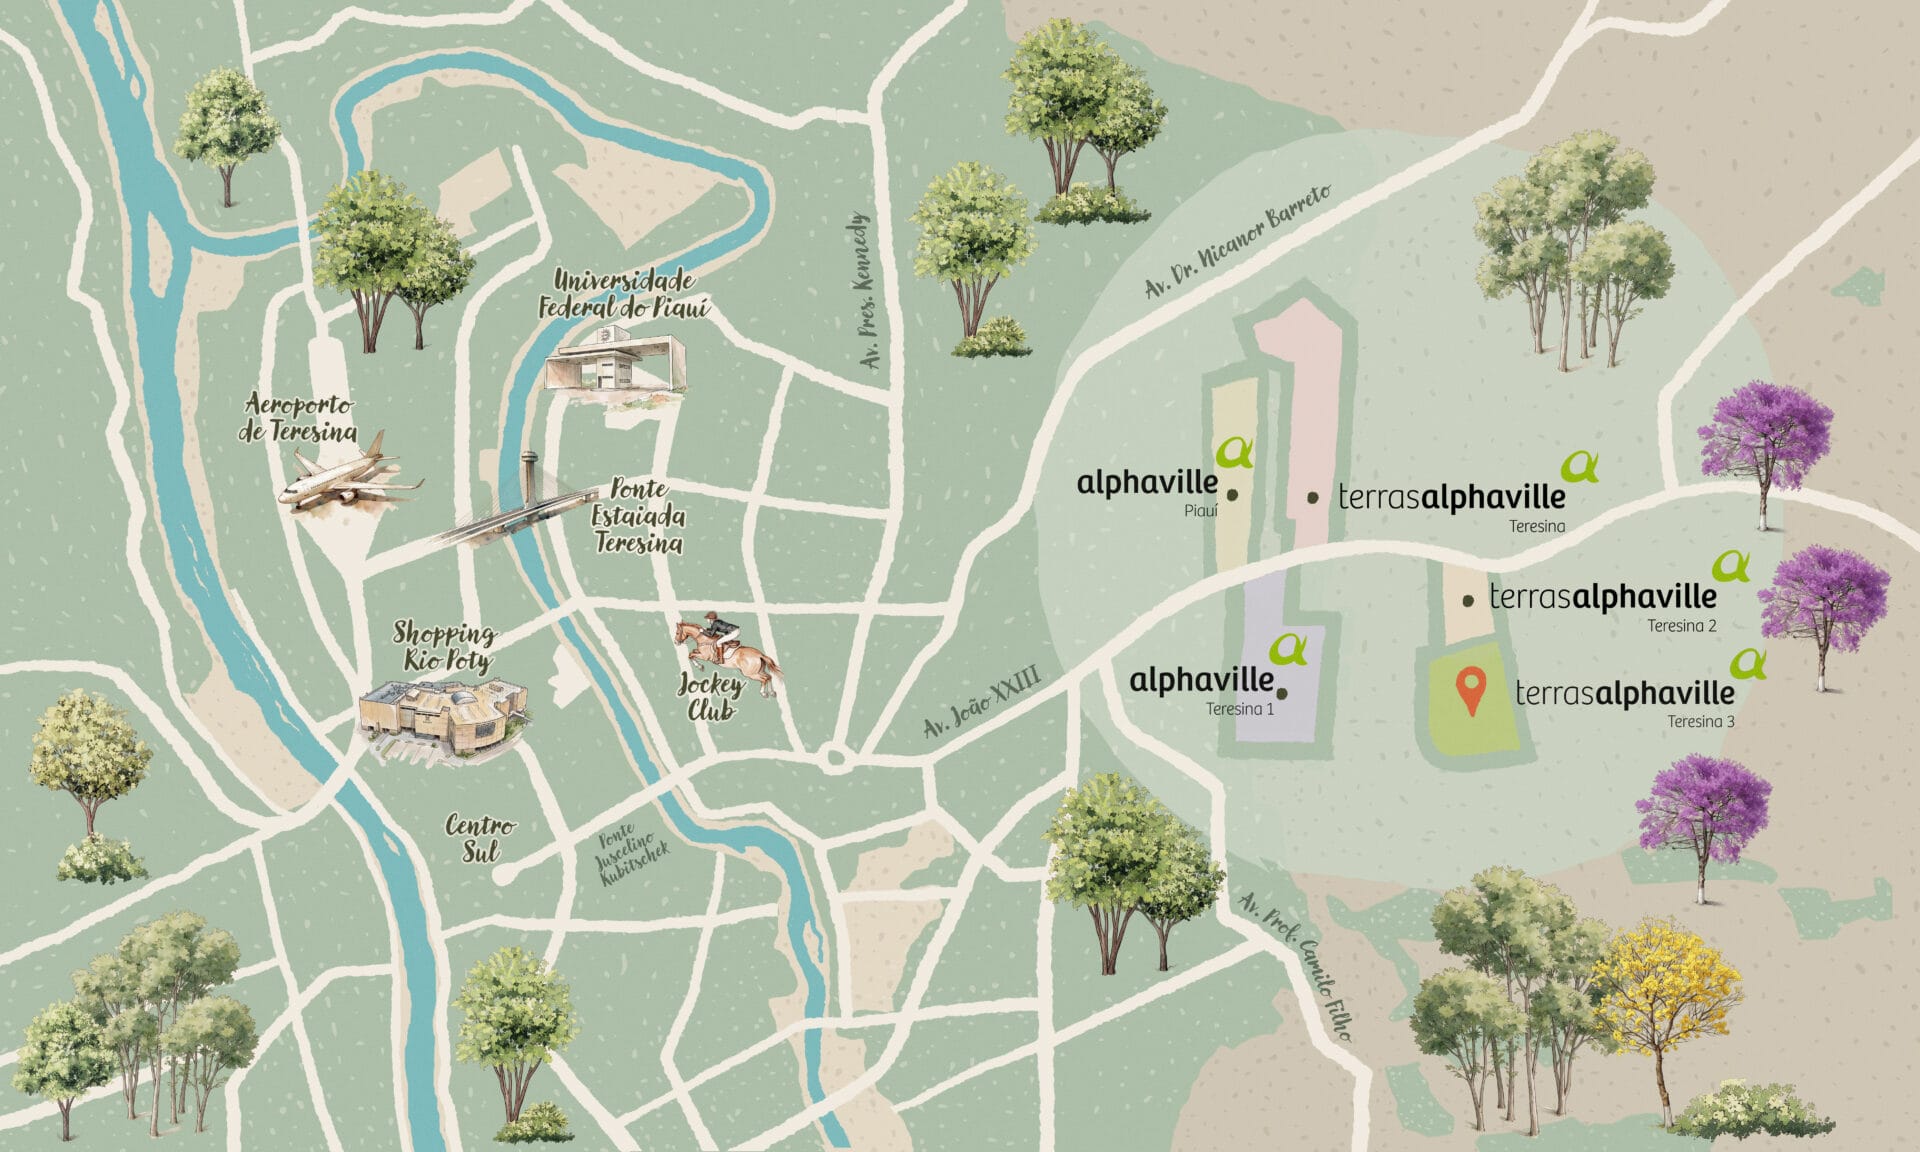 Universidade
Federal do Piauí
Av. Pres. Kennedy
Av. Dr. Nicanor Barreto
Aeroporto
de Teresina
Ponte
Estaiada
Teresina
alphaville
Piauí
terrasalphaville
Teresina
terrasalphaville
Teresina 2
Shopping
Rio Poty
Jockey
Club
Av. João XXIII
alphaville
Teresina 1
terrasalphaville
Teresina 3
Centro
Sul
Ponte
Juscelino
Kubitschek
Av. Prof. Camilo Filho